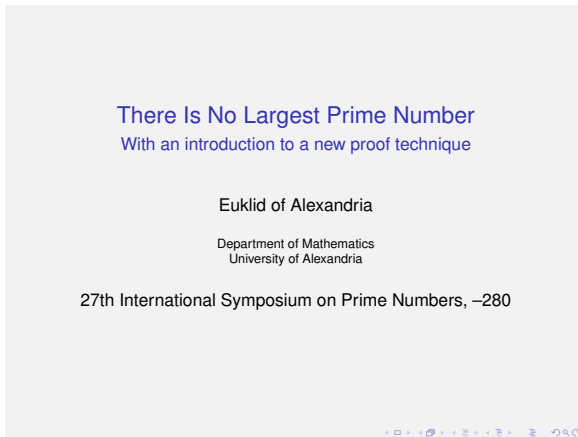 There Is No Largest Prime Number
With an introduction to a new proof technique
Euklid of Alexandria
Department of Mathematics
University of Alexandria
27th International Symposium on Prime Numbers, –280